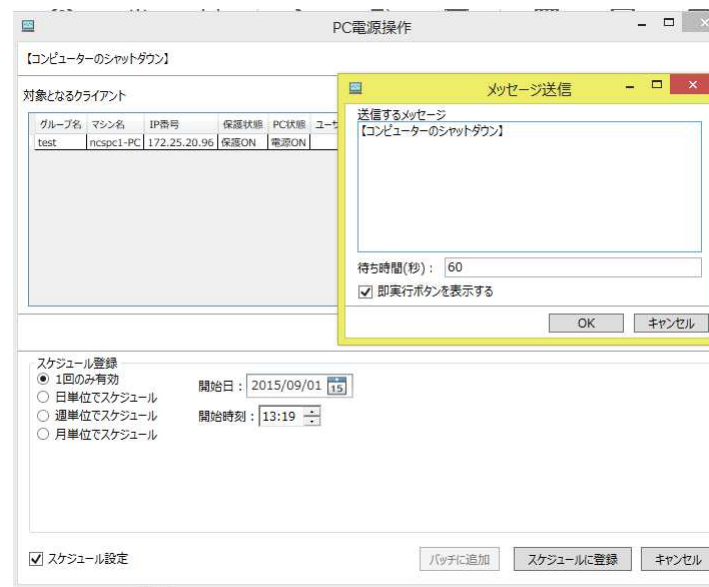 PC電源操作
【コンピューターのシャットダウン】
対象となるクライアント
グループ名 マシン名 IP番号 保護状態 PC状態 ユーサ
test ncspc1-PC 172.25.20.96 保護ON 電源ON
メッセージ送信
送信するメッセージ
【コンピューターのシャットダウン】
待ち時間(秒): 60
即実行ボタンを表示する
OK キャンセル
スケジュール登録
1回のみ有効
日単位でスケジュール
週単位でスケジュール
月単位でスケジュール
開始日: 2015/09/01 15
開始時刻: 13:19
スケジュール設定
バッチに追加 スケジュールに登録 キャンセル